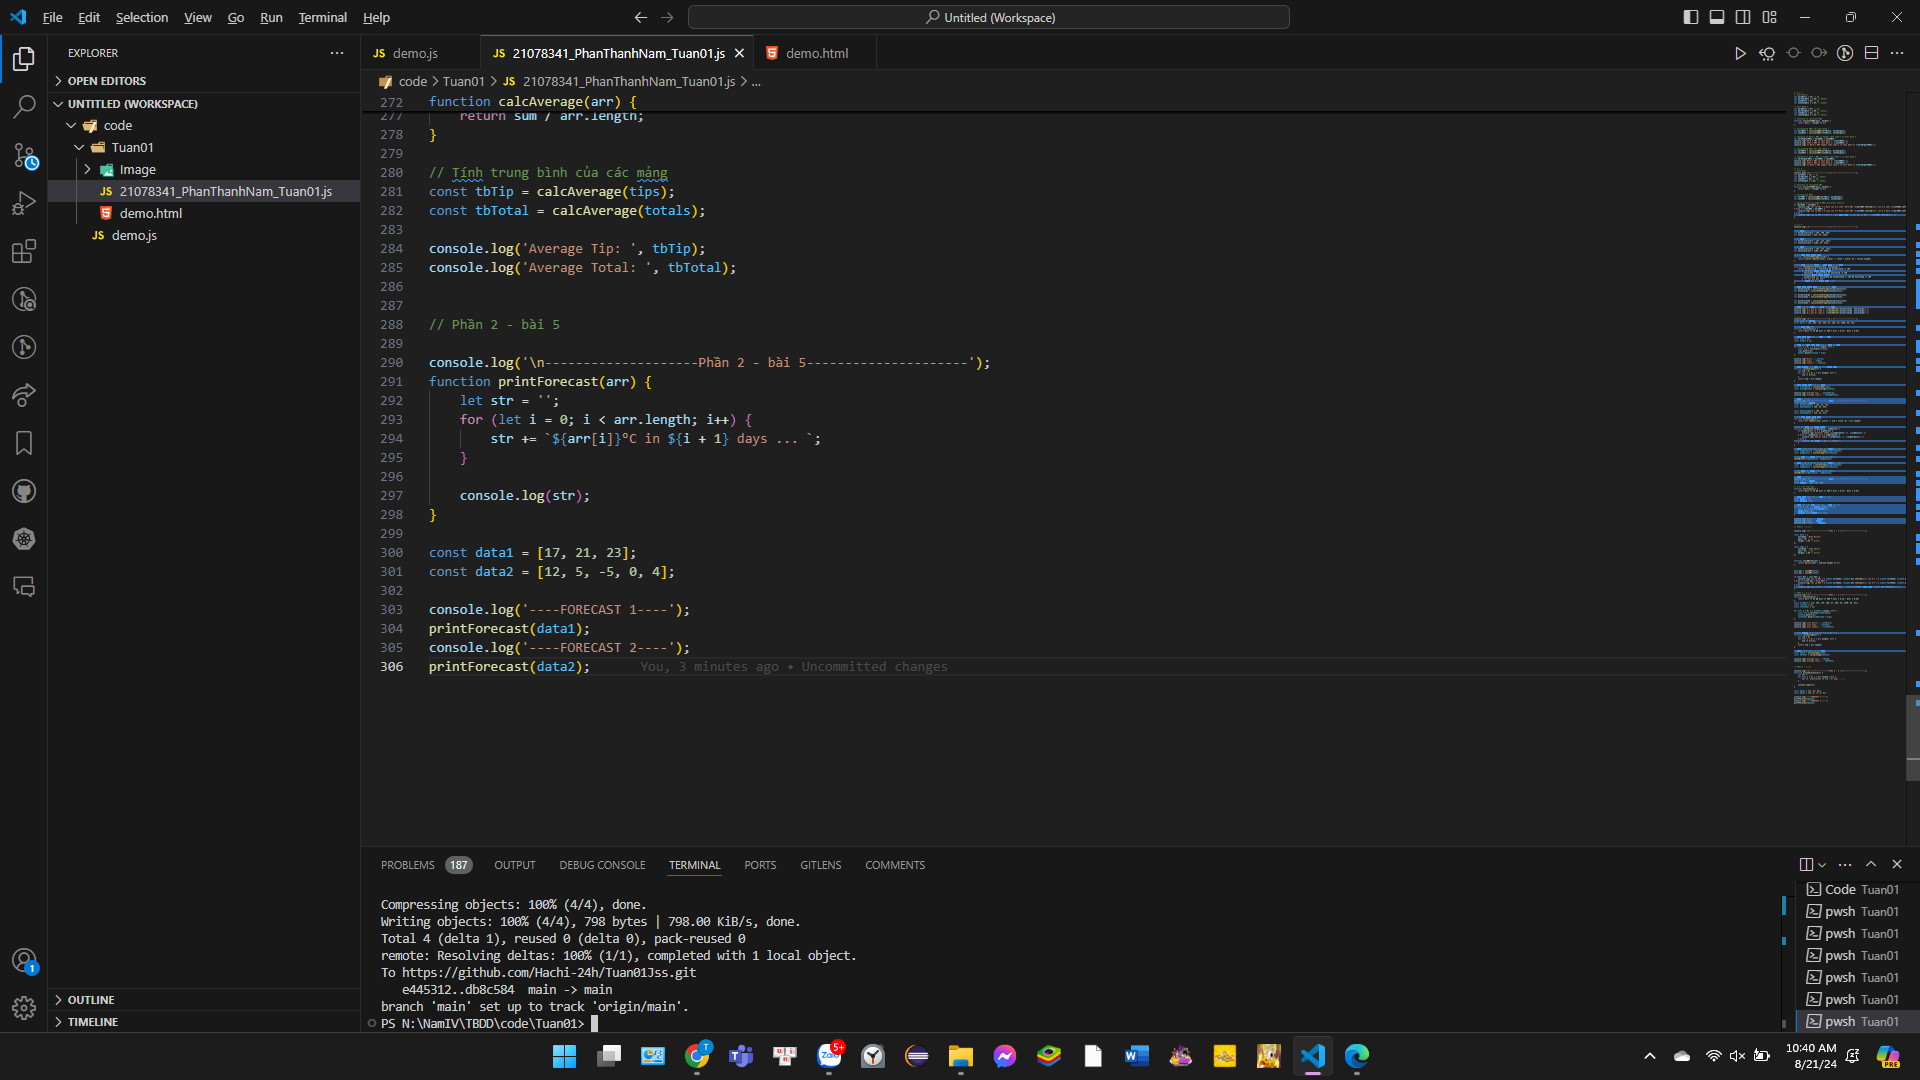 File Edit Selection View Go Run Terminal Help
Untitled (Workspace)
EXPLORER
demo.js
21078341_PhanThanhNam_Tuan01.js
demo.html
OPEN EDITORS
UNTITLED (WORKSPACE)
code
Tuan01
Image
21078341_PhanThanhNam_Tuan01.js
demo.html
demo.js
OUTLINE
TIMELINE
code > Tuan01 > JS 21078341_PhanThanhNam_Tuan01.js > ...
272 function calcAverage(arr) {
277 return sum / arr.length;
278 }
279
280 // Tính trung bình của các mảng
281 const tbTip = calcAverage(tips);
282 const tbTotal = calcAverage(totals);
283
284 console.log('Average Tip: ', tbTip);
285 console.log('Average Total: ', tbTotal);
286
287
288 // Phần 2 - bài 5
289
290 console.log('\n--------------------Phần 2 - bài 5---------------------');
291 function printForecast(arr) {
292 let str = '';
293 for (let i = 0; i < arr.length; i++) {
294 str += `${arr[i]}ºC in ${i + 1} days ... `;
295 }
296
297 console.log(str);
298 }
299
300 const data1 = [17, 21, 23];
301 const data2 = [12, 5, -5, 0, 4];
302
303 console.log('----FORECAST 1----');
304 printForecast(data1);
305 console.log('----FORECAST 2----');
306 printForecast(data2); You, 3 minutes ago • Uncommitted changes
PROBLEMS 187 OUTPUT DEBUG CONSOLE TERMINAL PORTS GITLENS COMMENTS
Compressing objects: 100% (4/4), done.
Writing objects: 100% (4/4), 798 bytes | 798.00 KiB/s, done.
Total 4 (delta 1), reused 0 (delta 0), pack-reused 0
remote: Resolving deltas: 100% (1/1), completed with 1 local object.
To https://github.com/Hachi-24h/Tuan01Jss.git
e445312..db8c584 main -> main
branch 'main' set up to track 'origin/main'.
PS N:\NamIV\TBDD\code\Tuan01>
Code Tuan01
pwsh Tuan01
pwsh Tuan01
pwsh Tuan01
pwsh Tuan01
pwsh Tuan01
pwsh Tuan01
1
T
Zalo
5+
10:40 AM
8/21/24
PRE